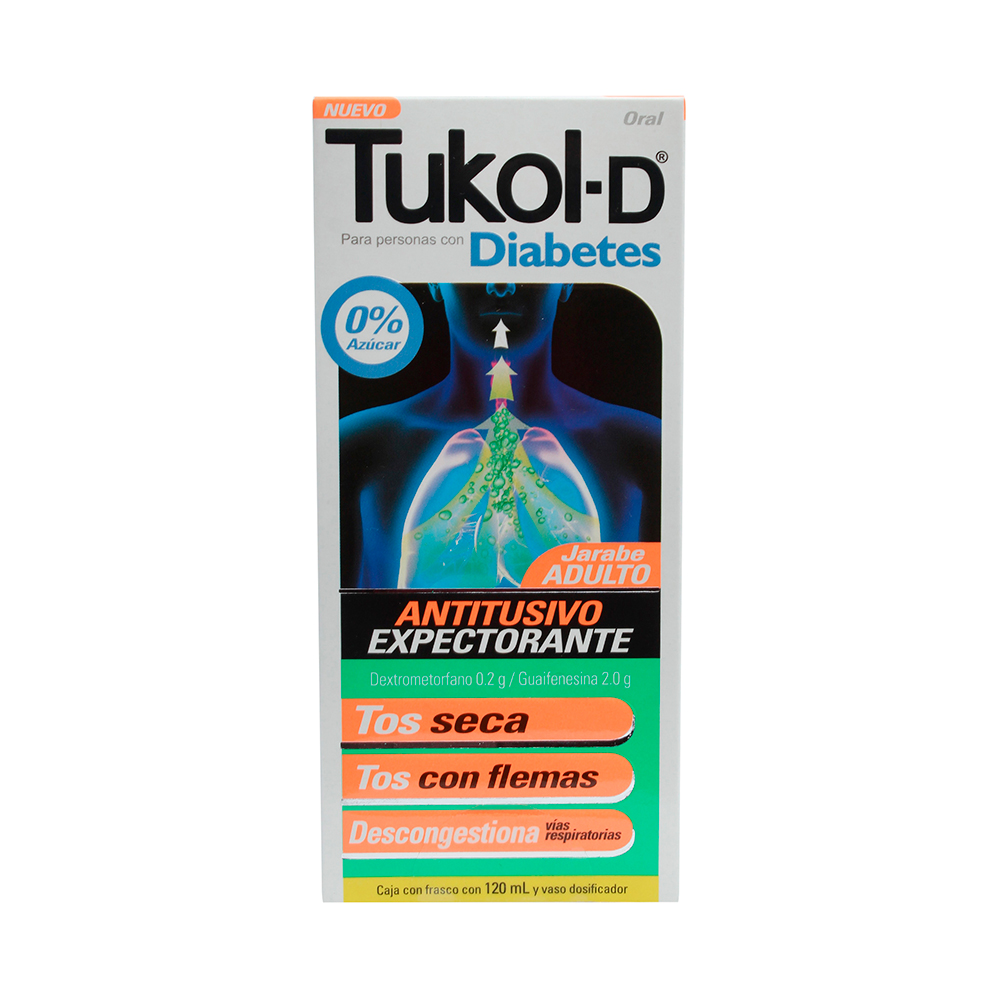 NUEVO
Oral
Tukol-D®
Para personas con Diabetes
0%
Azúcar
Jarabe
ADULTO
ANTITUSIVO
EXPECTORANTE
Dextrometorfano 0.2 g / Guaifenesina 2.0 g
Tos seca
Tos con flemas
Descongestiona vías respiratorias
Caja con frasco con 120 mL y vaso dosificador